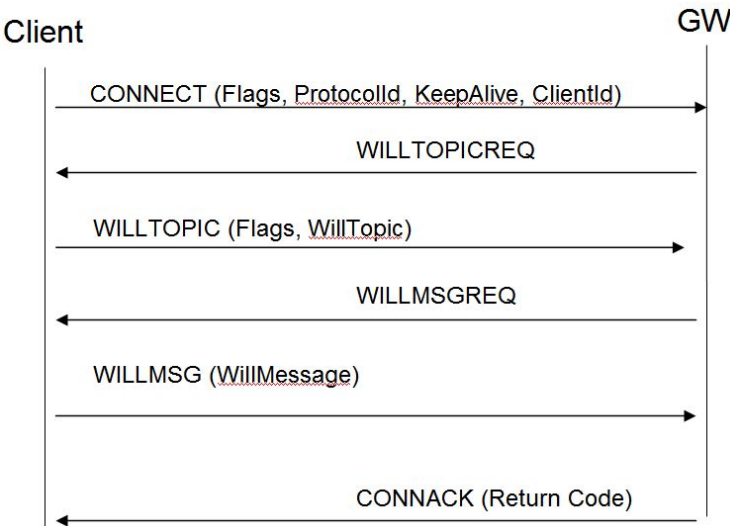 Client
GW
CONNECT (Flags, ProtocolId, KeepAlive, ClientId)
WILLTOPICREQ
WILLTOPIC (Flags, WillTopic)
WILLMSGREQ
WILLMSG (WillMessage)
CONNACK (Return Code)